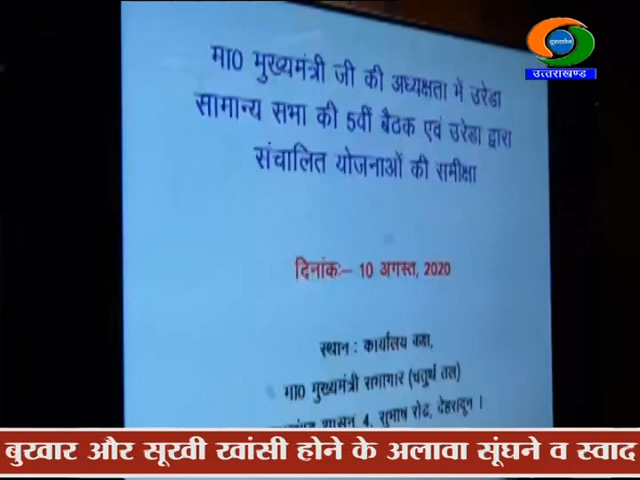 दूरदर्शन
उत्तराखण्ड
मा0 मुख्यमंत्री जी की अध्यक्षता में उरेडा
सामान्य सभा की 5वीं बैठक एवं उरेडा द्वारा
संचालित योजनाओं की समीक्षा
दिनांकः– 10 अगस्त, 2020
स्थान : कार्यालय कक्ष,
मा0 मुख्यमंत्री सभागार (चतुर्थ तल)
शासन 4, सुभाष रोड, देहरादून ।
बुखार और सूखी खांसी होने के अलावा सूंघने व स्वाद